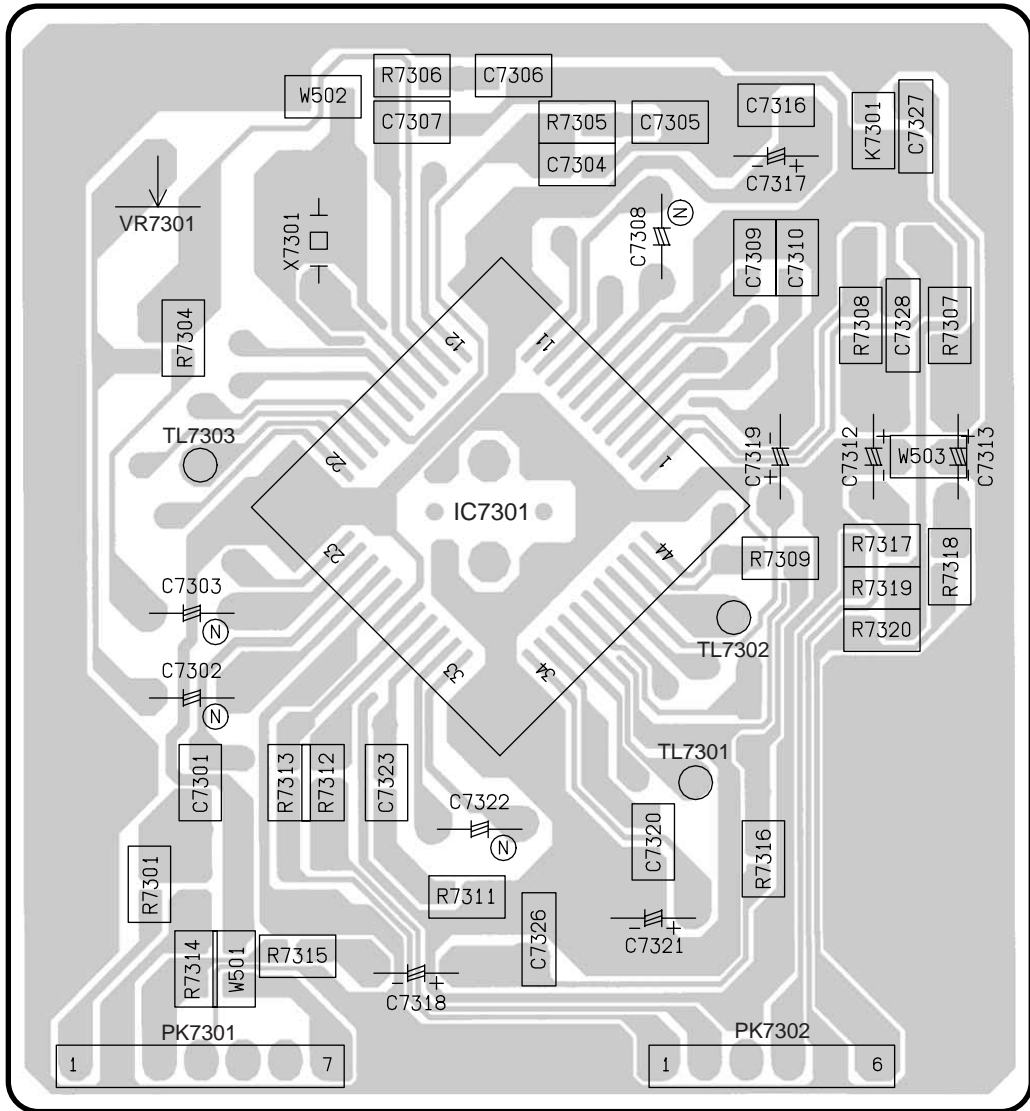 R7306
C7306
W502
C7307
R7305
C7305
C7304
C7316
K7301
C7327
-
+
C7317
VR7301
X7301
C7308
N
C7309
C7310
R7304
R7308
C7328
R7307
12
11
TL7303
22
1
C7319
-
+
C7312
+
-
W503
C7313
+
-
IC7301
23
44
R7309
R7317
R7318
R7319
R7320
C7303
N
TL7302
C7302
N
33
34
C7301
R7313
R7312
C7323
TL7301
C7322
N
C7320
R7316
R7301
R7311
C7326
-
+
C7321
R7314
W501
R7315
-
+
C7318
PK7301
1
7
PK7302
1
6